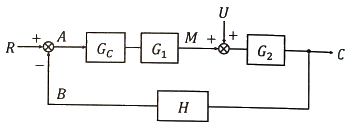 U
R + A G_C G_1 M + + G_2 C
−
B H